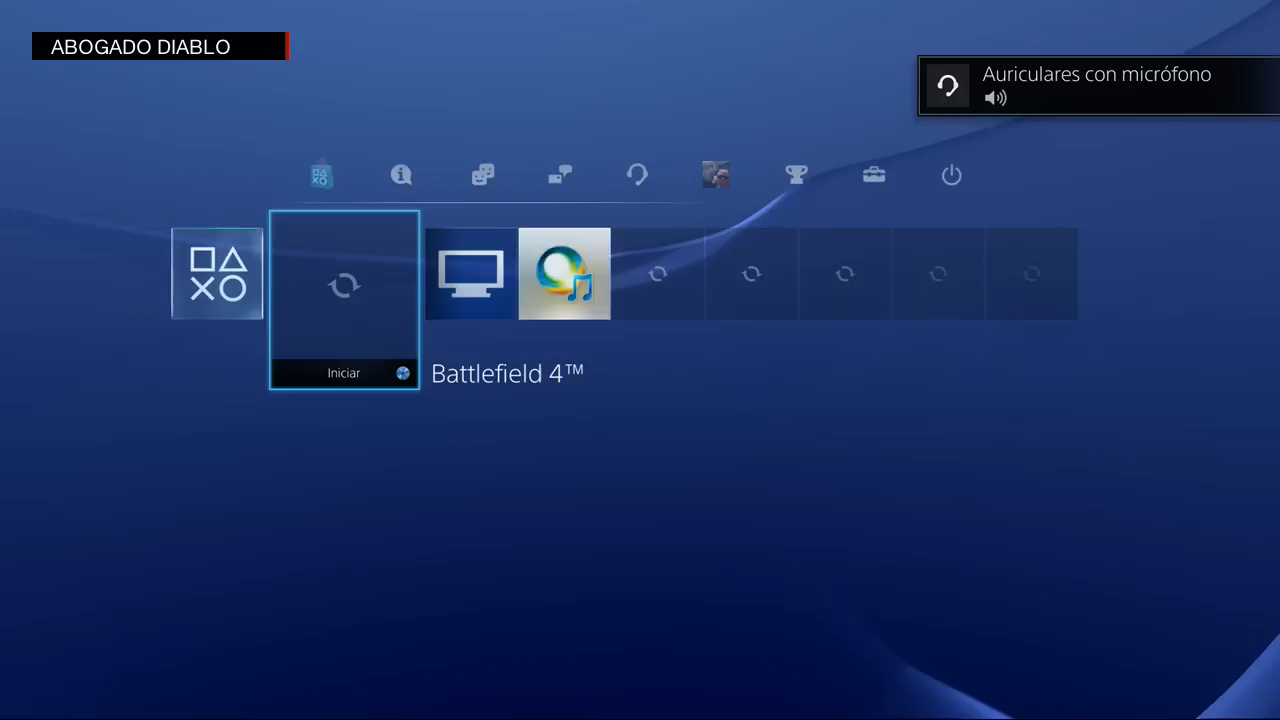 ABOGADO DIABLO
Auriculares con micrófono
Iniciar
Battlefield 4™